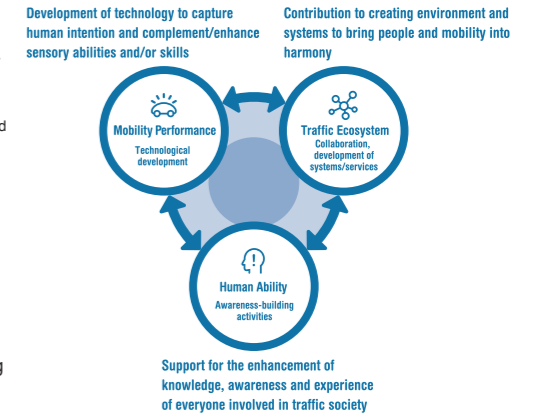 Development of technology to capture
human intention and complement/enhance
sensory abilities and/or skills
Contribution to creating environment and
systems to bring people and mobility into
harmony
Mobility Performance
Technological
development
Traffic Ecosystem
Collaboration,
development of
systems/services
Human Ability
Awareness-building
activities
Support for the enhancement of
knowledge, awareness and experience
of everyone involved in traffic society